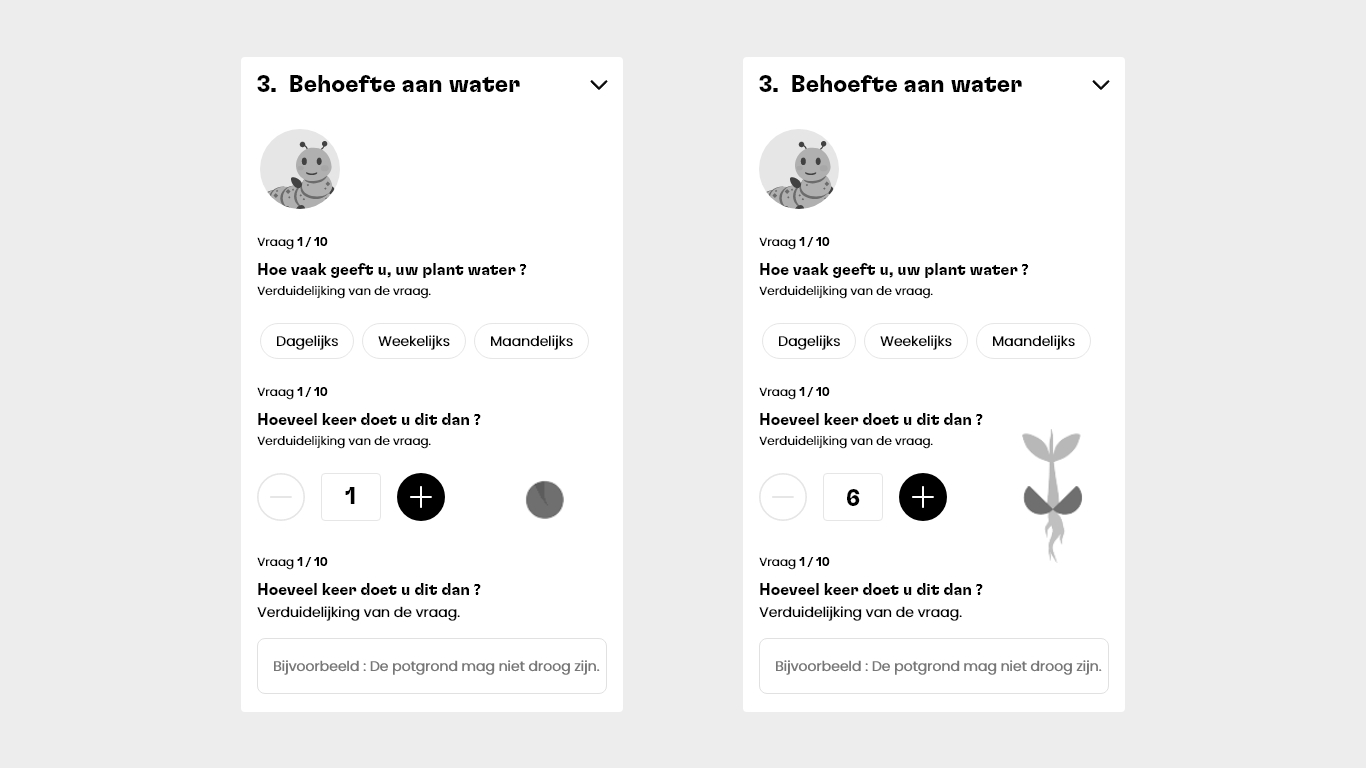 3. Behoefte aan water
Vraag 1 / 10
Hoe vaak geeft u, uw plant water ?
Verduidelijking van de vraag.
Dagelijks Weekelijks Maandelijks
Vraag 1 / 10
Hoeveel keer doet u dit dan ?
Verduidelijking van de vraag.
1
Vraag 1 / 10
Hoeveel keer doet u dit dan ?
Verduidelijking van de vraag.
Bijvoorbeeld : De potgrond mag niet droog zijn.
3. Behoefte aan water
Vraag 1 / 10
Hoe vaak geeft u, uw plant water ?
Verduidelijking van de vraag.
Dagelijks Weekelijks Maandelijks
Vraag 1 / 10
Hoeveel keer doet u dit dan ?
Verduidelijking van de vraag.
6
Vraag 1 / 10
Hoeveel keer doet u dit dan ?
Verduidelijking van de vraag.
Bijvoorbeeld : De potgrond mag niet droog zijn.